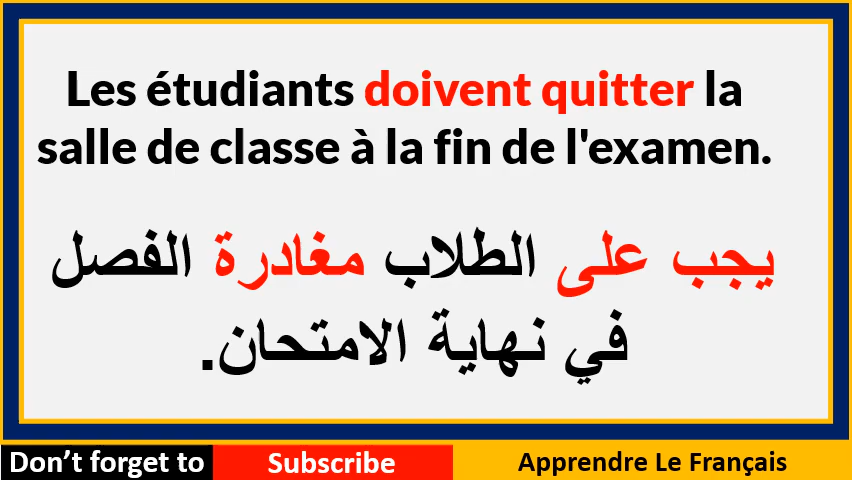 Les étudiants doivent quitter la
salle de classe à la fin de l'examen.
يجب على الطلاب مغادرة الفصل
في نهاية الامتحان.
Don’t forget to
Subscribe
Apprendre Le Français